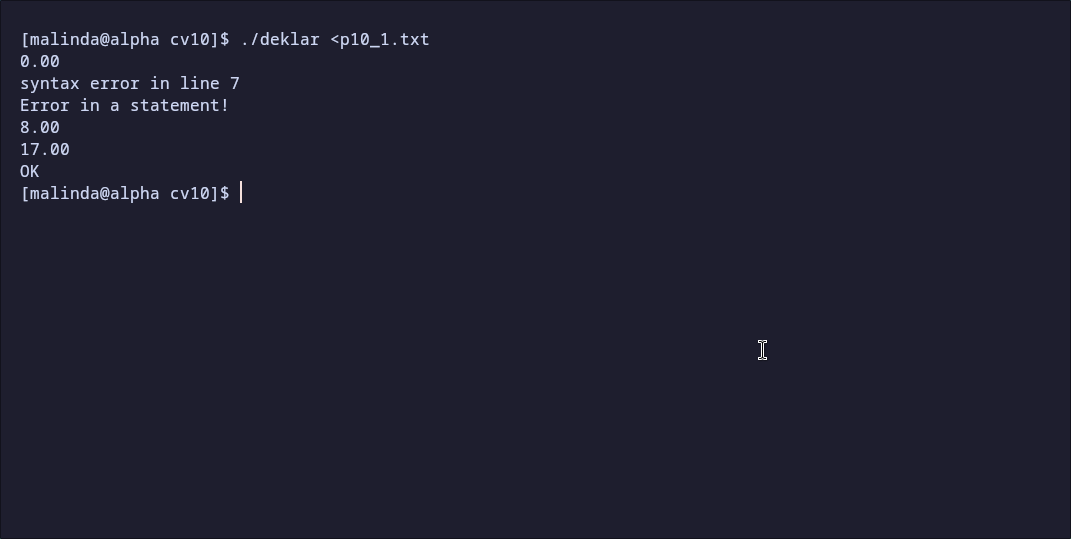 [malinda@alpha cv10]$ ./deklar <p10_1.txt
0.00
syntax error in line 7
Error in a statement!
8.00
17.00
OK
[malinda@alpha cv10]$